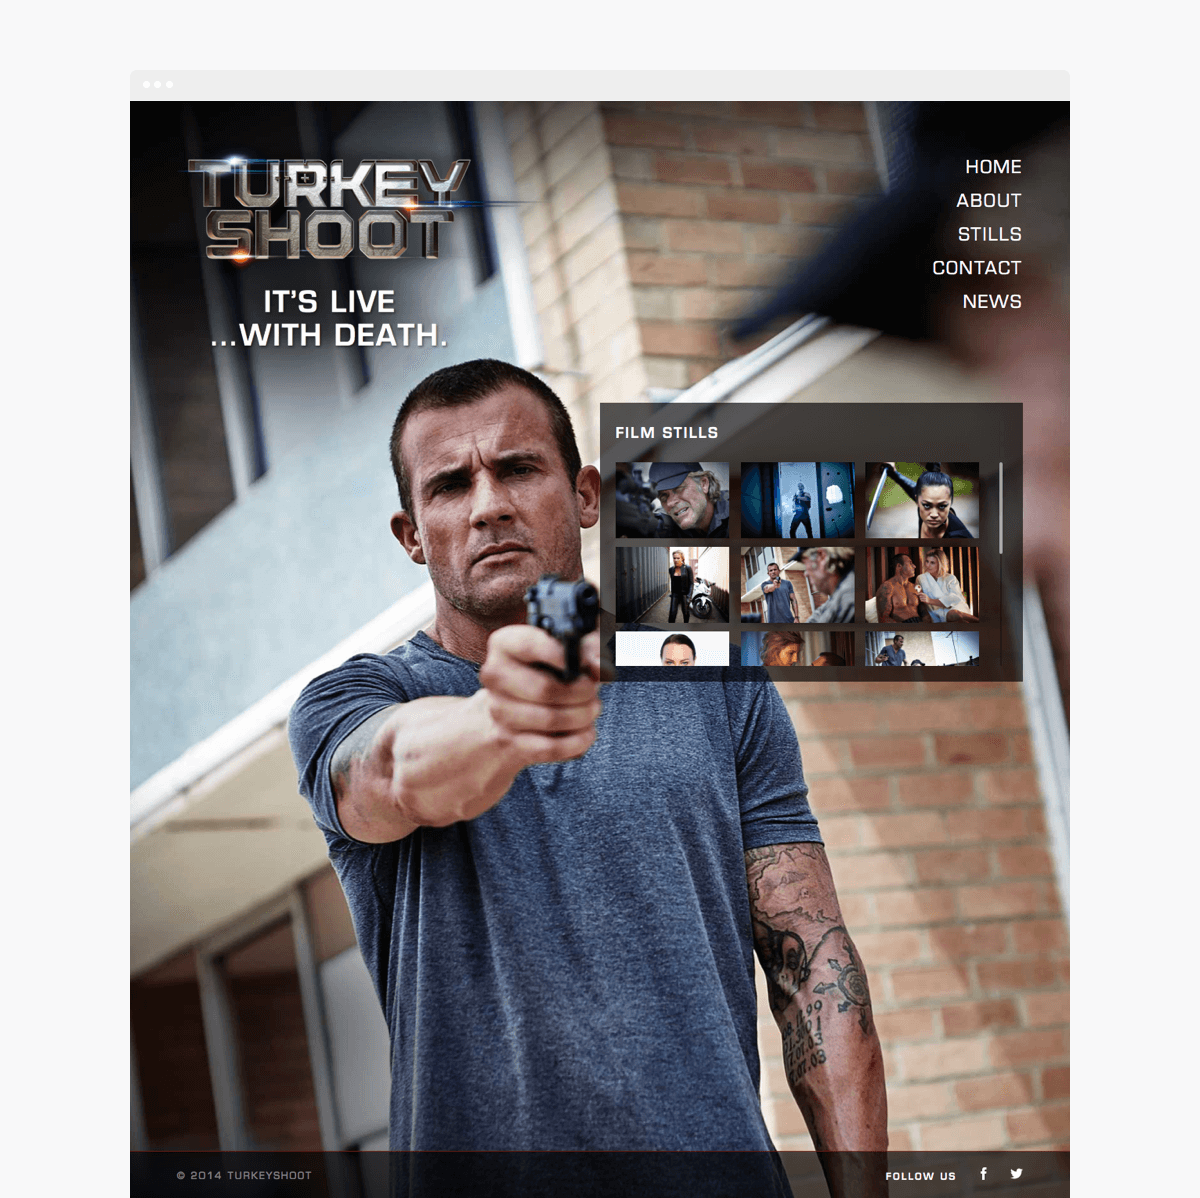 TURKEY
SHOOT
IT'S LIVE
...WITH DEATH.
HOME
ABOUT
STILLS
CONTACT
NEWS
FILM STILLS
© 2014 TURKEYSHOOT
FOLLOW US